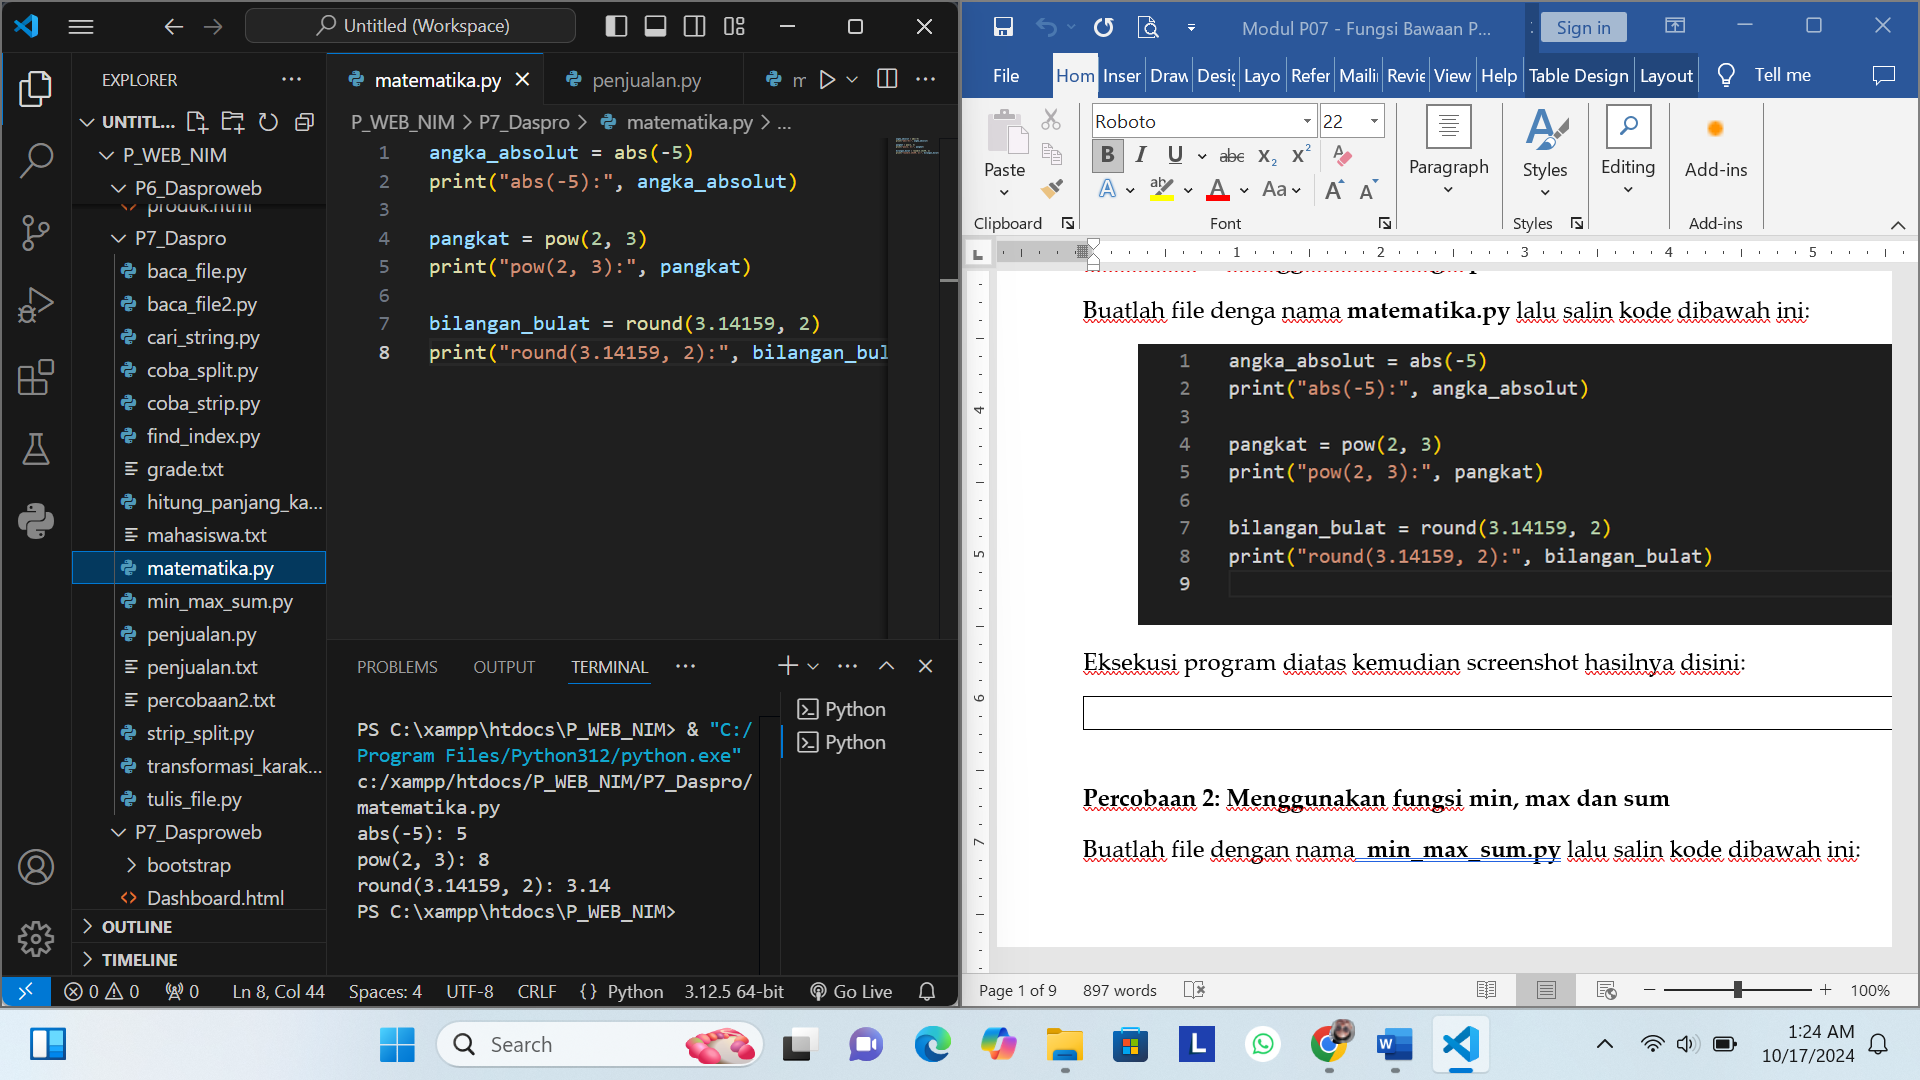 Untitled (Workspace)
EXPLORER
UNTITL...
P_WEB_NIM
P6_Dasproweb
produk.html
P7_Daspro
baca_file.py
baca_file2.py
cari_string.py
coba_split.py
coba_strip.py
find_index.py
grade.txt
hitung_panjang_ka...
mahasiswa.txt
matematika.py
min_max_sum.py
penjualan.py
penjualan.txt
percobaan2.txt
strip_split.py
transformasi_karak...
tulis_file.py
P7_Dasproweb
bootstrap
Dashboard.html
OUTLINE
TIMELINE
matematika.py
penjualan.py
P_WEB_NIM > P7_Daspro > matematika.py > ...
1 angka_absolut = abs(-5)
2 print("abs(-5):", angka_absolut)
3
4 pangkat = pow(2, 3)
5 print("pow(2, 3):", pangkat)
6
7 bilangan_bulat = round(3.14159, 2)
8 print("round(3.14159, 2):", bilangan_bul
PROBLEMS OUTPUT TERMINAL
Python
Python
PS C:\xampp\htdocs\P_WEB_NIM> & "C:/
Program Files/Python312/python.exe"
c:/xampp/htdocs/P_WEB_NIM/P7_Daspro/
matematika.py
abs(-5): 5
pow(2, 3): 8
round(3.14159, 2): 3.14
PS C:\xampp\htdocs\P_WEB_NIM>
0 0 0 Ln 8, Col 44 Spaces: 4 UTF-8 CRLF { } Python 3.12.5 64-bit Go Live
Modul P07 - Fungsi Bawaan P... Sign in
File Hom Inser Draw Desig Layo Refer Maili Revie View Help Table Design Layout Tell me
Paste
Clipboard
Roboto 22
B I U abc X2 X2
A A Aa A A
Font
Paragraph
Styles
Styles
Editing
Add-ins
Add-ins
1 2 3 4 5
4
5
6
7
Buatlah file denga nama matematika.py lalu salin kode dibawah ini:
1 angka_absolut = abs(-5)
2 print("abs(-5):", angka_absolut)
3
4 pangkat = pow(2, 3)
5 print("pow(2, 3):", pangkat)
6
7 bilangan_bulat = round(3.14159, 2)
8 print("round(3.14159, 2):", bilangan_bulat)
9
Eksekusi program diatas kemudian screenshot hasilnya disini:
Percobaan 2: Menggunakan fungsi min, max dan sum
Buatlah file dengan nama min_max_sum.py lalu salin kode dibawah ini:
Page 1 of 9 897 words 100%
Search
1:24 AM
10/17/2024